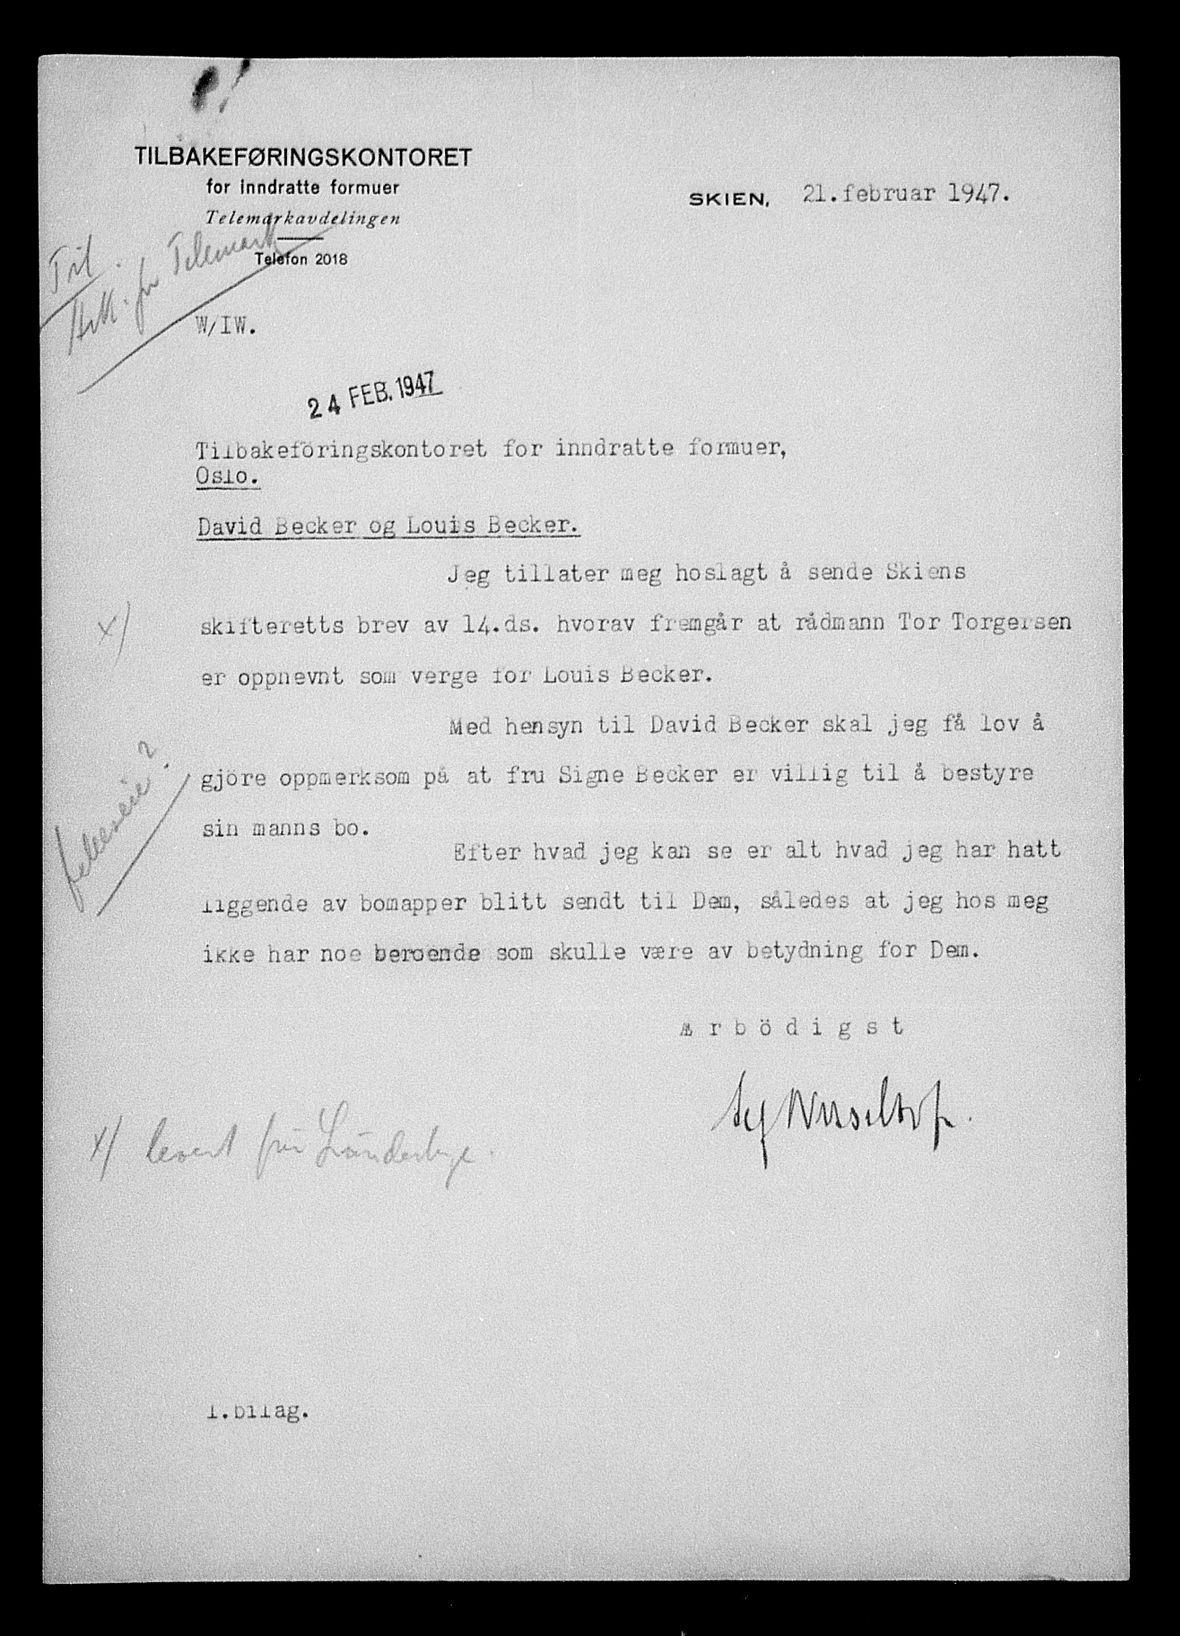 TILBAKEFØRINGSKONTORET
for inndratte formuer
Telemarkavdelingen
Telefon 2018
SKIEN, 21.februar 1947.
Til
for Telemark
W/IW.
24 FEB. 1947
Tilbakeföringskontoret for inndratte formuer,
Oslo.
David Becker og Louis Becker.
Jeg tillater meg hoslagt å sende Skiens
x) skifteretts brev av 14.ds. hvorav fremgår at rådmann Tor Torgersen
er oppnevnt som verge for Louis Becker.
Med hensyn til David Becker skal jeg få lov å
gjöre oppmerksom på at fru Signe Becker er villig til å bestyre
felleseie?
sin manns bo.
Efter hvad jeg kan se er alt hvad jeg har hatt
liggende av bomapper blitt sendt til Dem, således at jeg hos meg
ikke har noe beroende som skulle være av betydning for Dem.
Ærbödigst
x) levert
1.bilag.